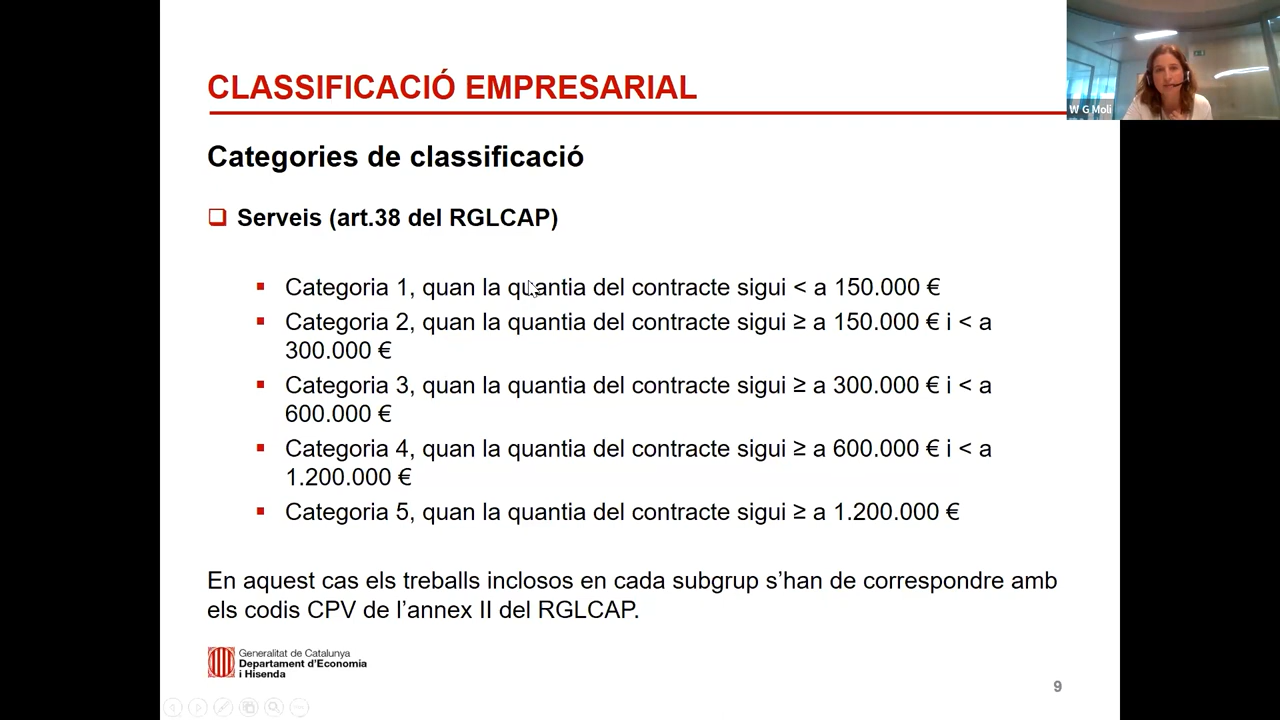 CLASSIFICACIÓ EMPRESARIAL
W G Moli
Categories de classificació
Serveis (art.38 del RGLCAP)
Categoria 1, quan la quantia del contracte sigui < a 150.000 €
Categoria 2, quan la quantia del contracte sigui ≥ a 150.000 € i < a
300.000 €
Categoria 3, quan la quantia del contracte sigui ≥ a 300.000 € i < a
600.000 €
Categoria 4, quan la quantia del contracte sigui ≥ a 600.000 € i < a
1.200.000 €
Categoria 5, quan la quantia del contracte sigui ≥ a 1.200.000 €
En aquest cas els treballs inclosos en cada subgrup s’han de correspondre amb
els codis CPV de l’annex II del RGLCAP.
Generalitat de Catalunya
Departament d’Economia
i Hisenda
9